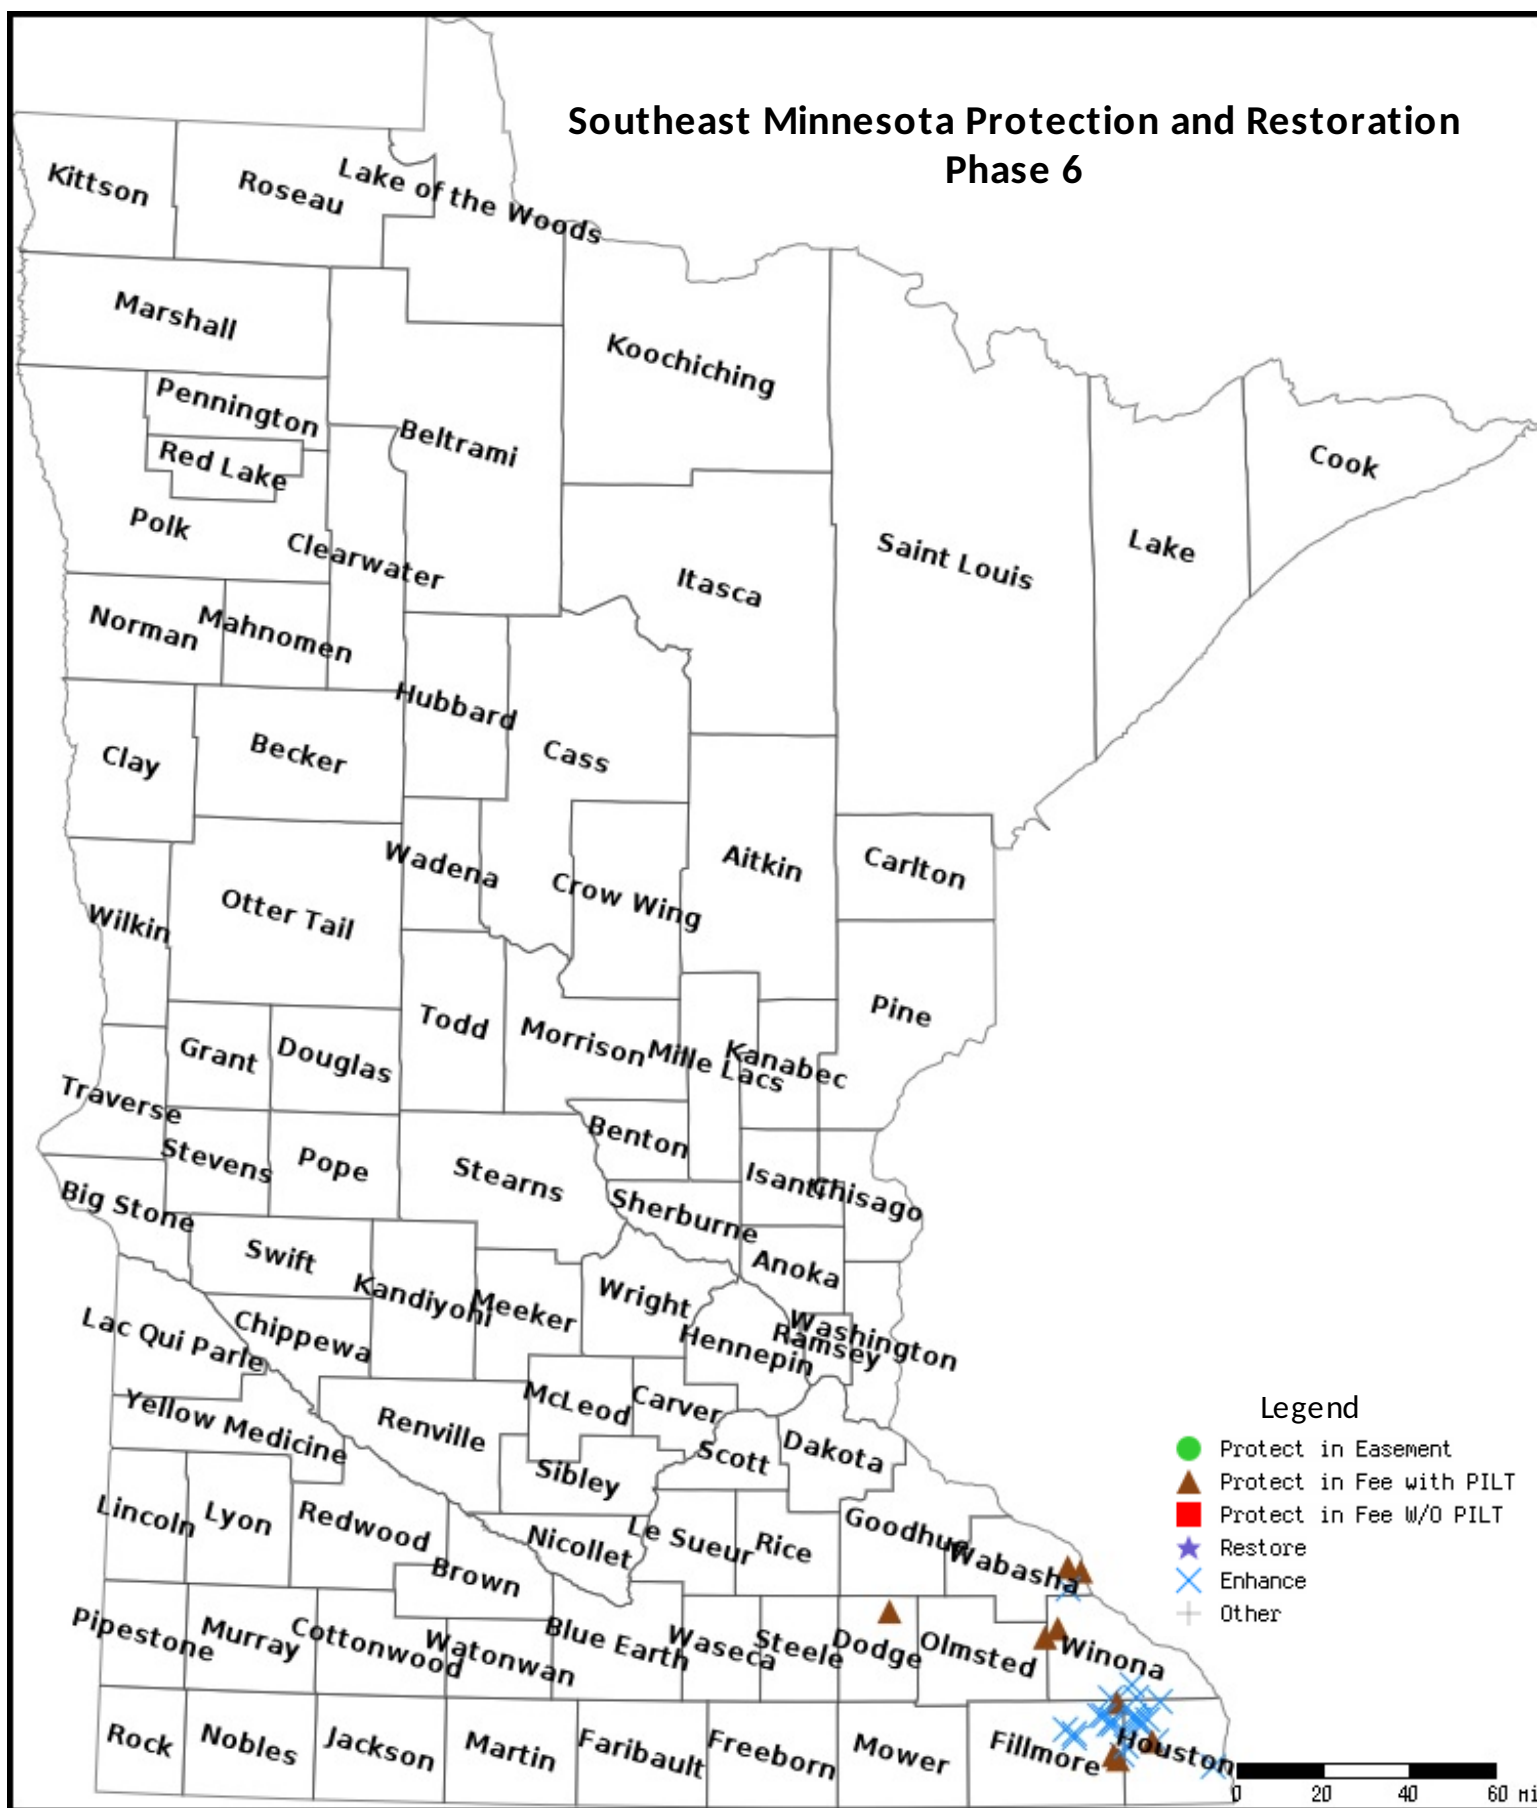 Southeast Minnesota Protection and Restoration
Phase 6
Kittson
Roseau
Lake of the Woods
Marshall
Koochiching
Pennington
Beltrami
Red Lake
Cook
Polk
Clearwater
Saint Louis
Lake
Itasca
Norman
Mahnomen
Hubbard
Clay
Becker
Cass
Wadena
Aitkin
Carlton
Crow Wing
Wilkin
Otter Tail
Pine
Todd
Morrison
Mille Lacs
Kanabec
Grant
Douglas
Traverse
Benton
Stevens
Pope
Stearns
Isanti
Chisago
Big Stone
Sherburne
Swift
Anoka
Kandiyohi
Meeker
Wright
Lac Qui Parle
Chippewa
Hennepin
Ramsey
Washington
McLeod
Carver
Yellow Medicine
Renville
Scott
Dakota
Sibley
Lincoln
Lyon
Redwood
Nicollet
Le Sueur
Rice
Goodhue
Wabasha
Brown
Pipestone
Murray
Cottonwood
Watonwan
Blue Earth
Waseca
Steele
Dodge
Olmsted
Winona
Rock
Nobles
Jackson
Martin
Faribault
Freeborn
Mower
Fillmore
Houston
Legend
Protect in Easement
Protect in Fee with PILT
Protect in Fee W/O PILT
Restore
Enhance
Other
0 20 40 60 Mi